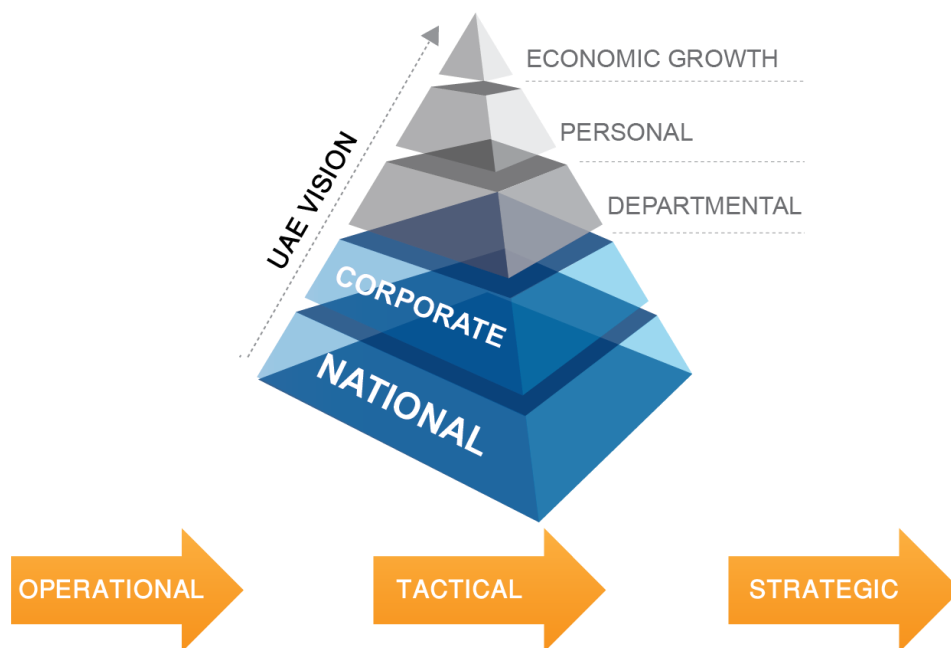 ECONOMIC GROWTH
PERSONAL
UAE VISION
DEPARTMENTAL
CORPORATE
NATIONAL
OPERATIONAL
TACTICAL
STRATEGIC